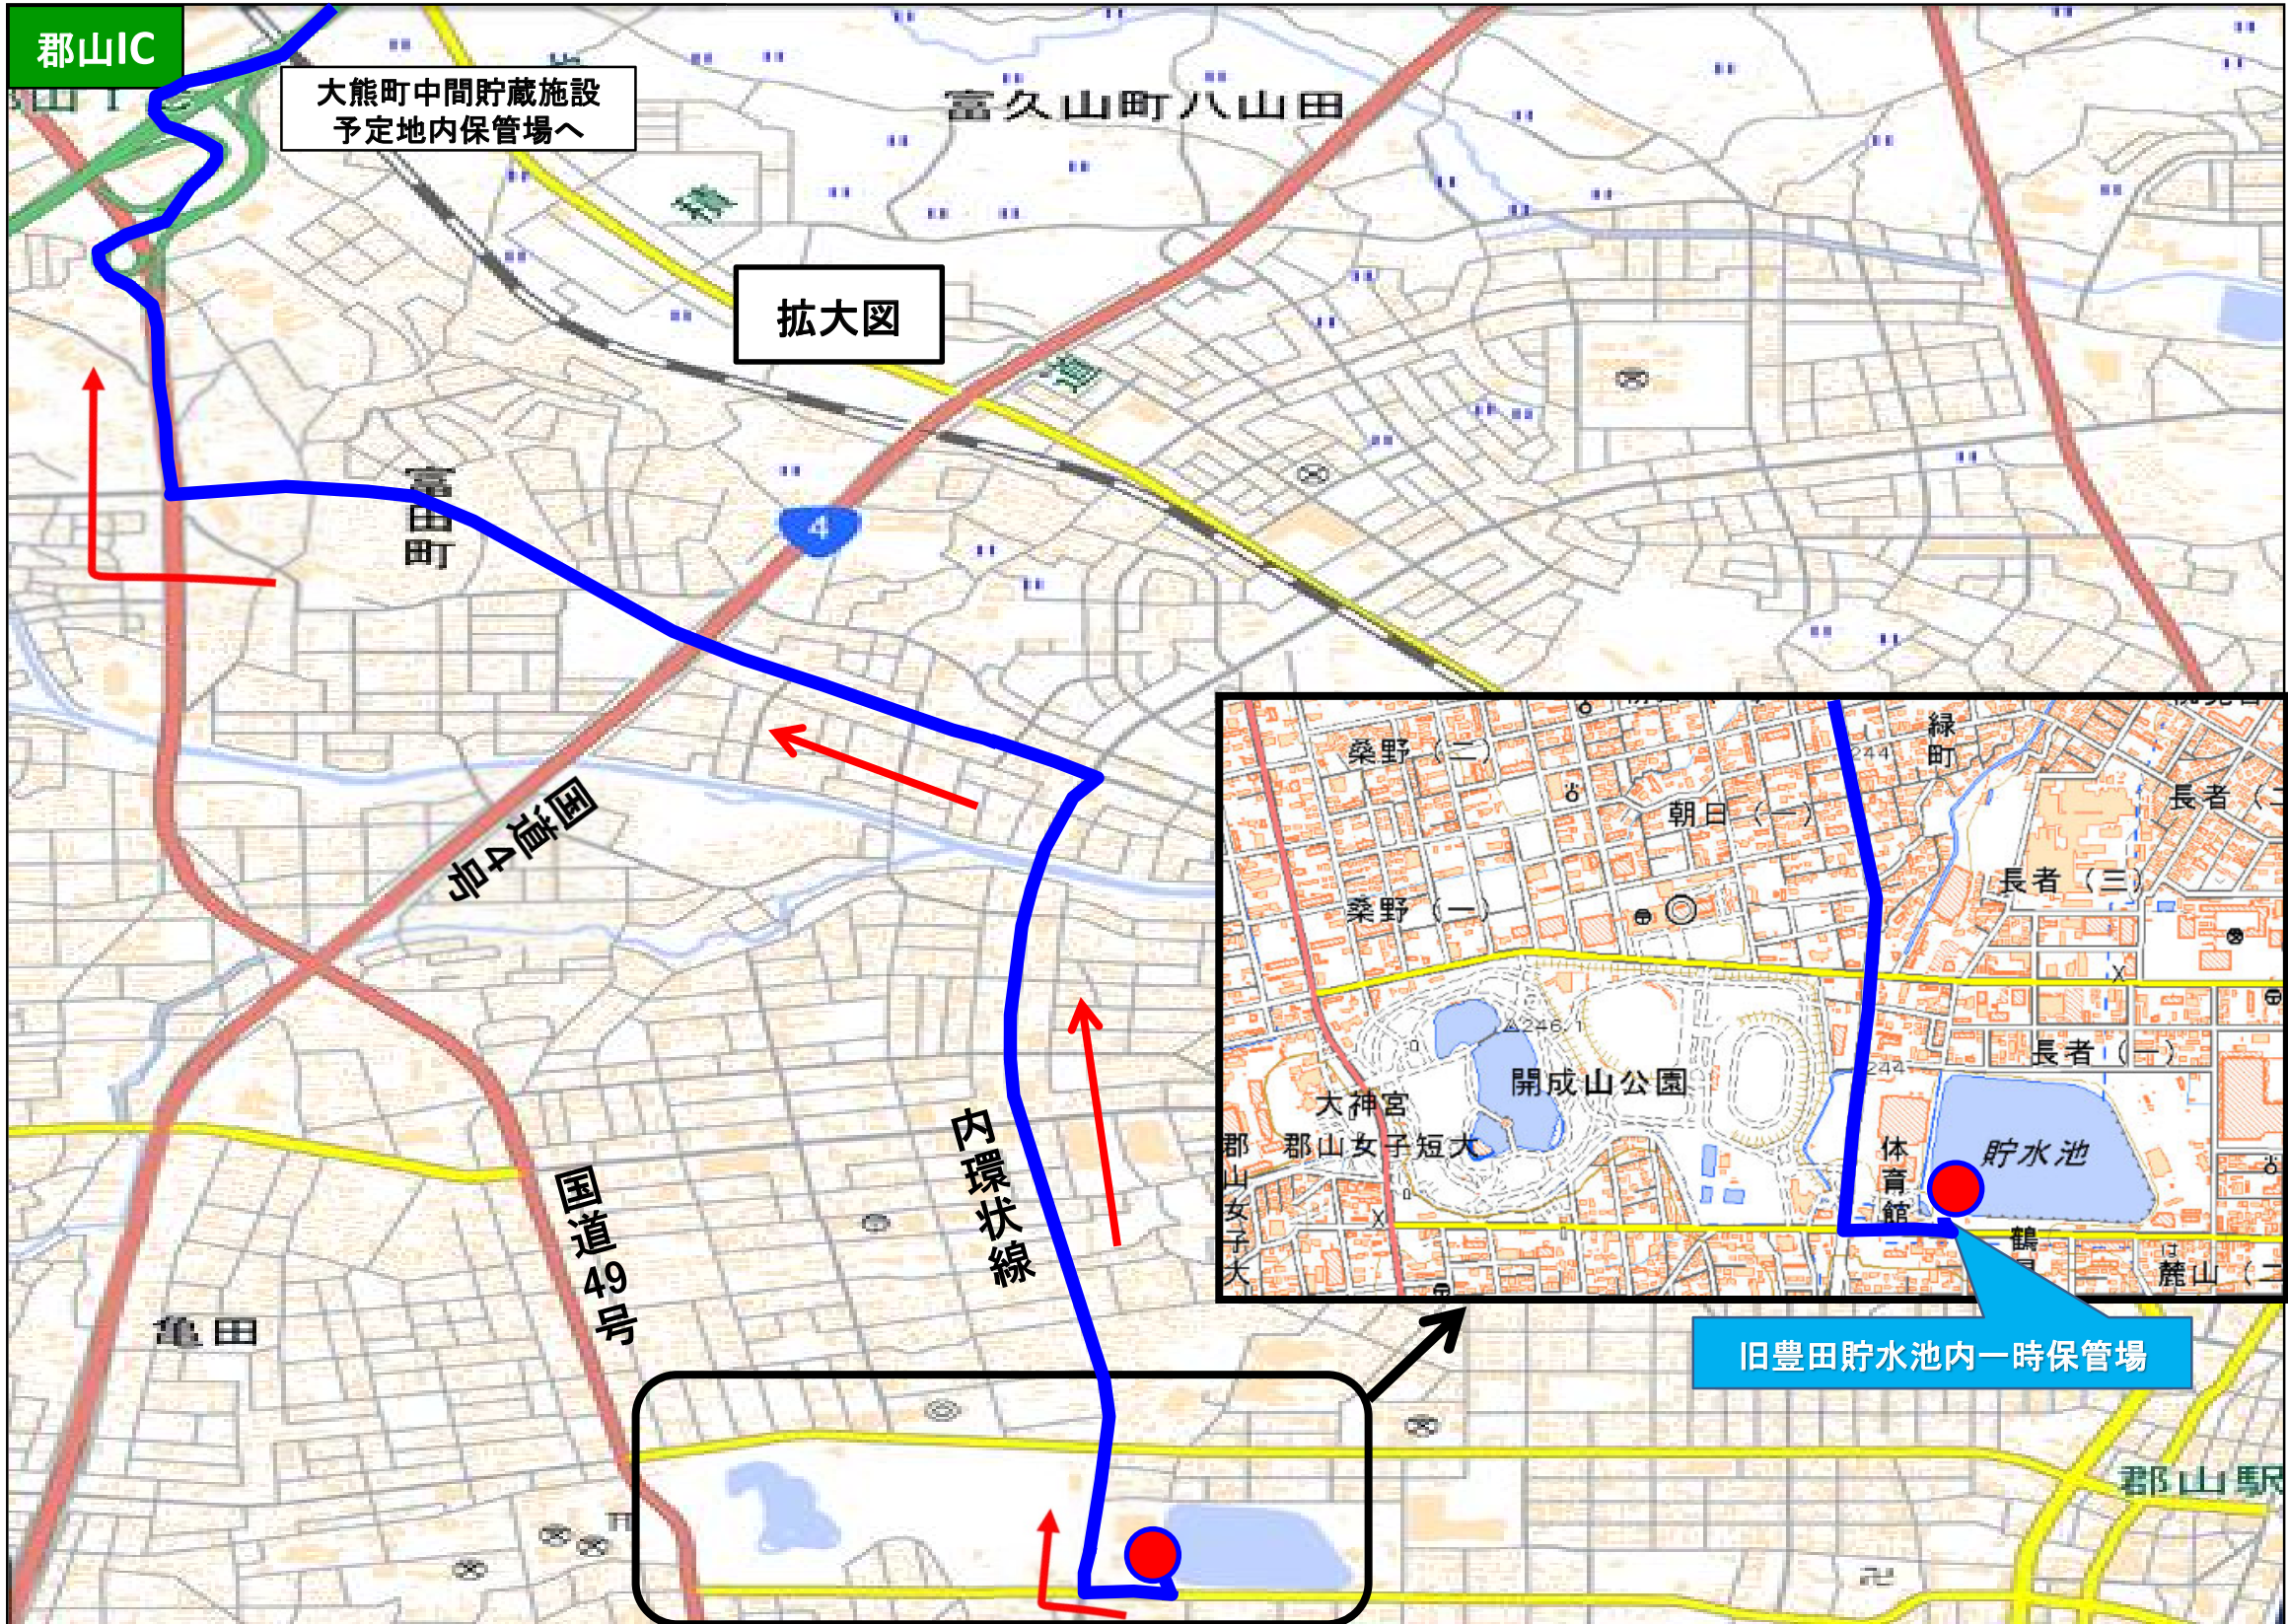 郡山IC
大熊町中間貯蔵施設
予定地内保管場へ
富久山町八山田
拡大図
富田町
4
国道4号
内環状線
国道49号
亀田
郡山駅
桑野（二）
緑町
244
朝日（一）
長者（二
長者（三）
桑野（一）
246.1
長者（一）
244
開成山公園
大神宮
郡山女子短大
郡山女子大
体育館
貯水池
鶴
麓山（二
旧豊田貯水池内一時保管場